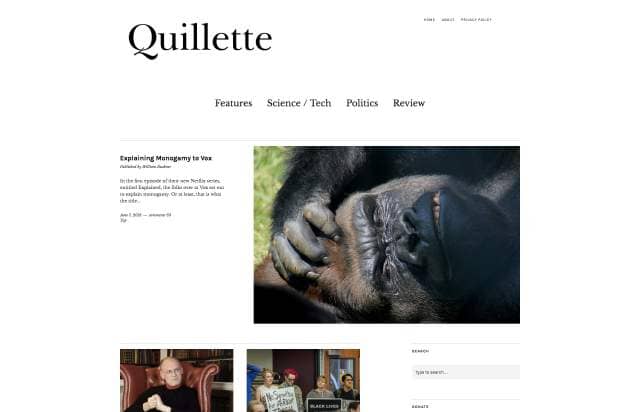 Quillette
HOME ABOUT PRIVACY POLICY
Features Science / Tech Politics Review
Explaining Monogamy to Vox
Published by William Buckner
In the first episode of their new Netflix series,
entitled Explained, the folks over at Vox set out
to explain monogamy. Or at least, that is what
the title…
June 7, 2018 — comments 53
Top
SEARCH
Type to search...
BLACK LIVES
DONATE